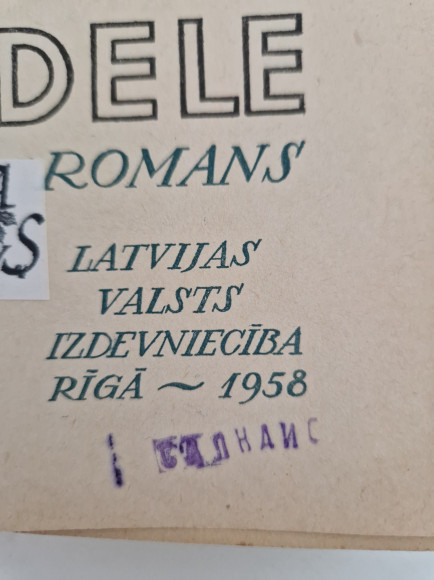 DELE
ROMANS
LATVIJAS
VALSTS
IZDEVNIECĪBA
RĪGĀ ~ 1958